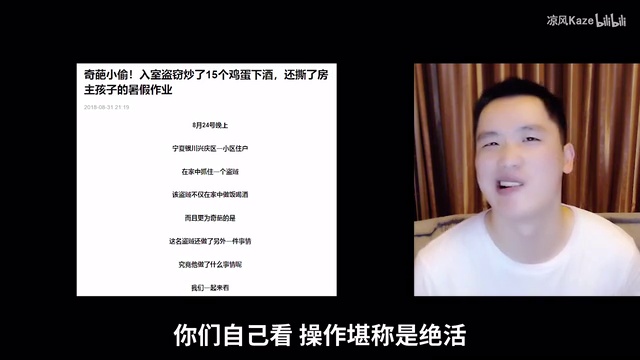 凉风Kaze bilibili
奇葩小偷！入室盗窃炒了15个鸡蛋下酒，还撕了房
主孩子的暑假作业
2018-08-31 21:19
8月24号晚上
宁夏银川兴庆区一小区住户
在家中抓住一个盗贼
该盗贼不仅在家中做饭喝酒
而且更为奇葩的是
这名盗贼还做了另外一件事情
究竟他做了什么事情呢
我们一起来看
你们自己看 操作堪称是绝活